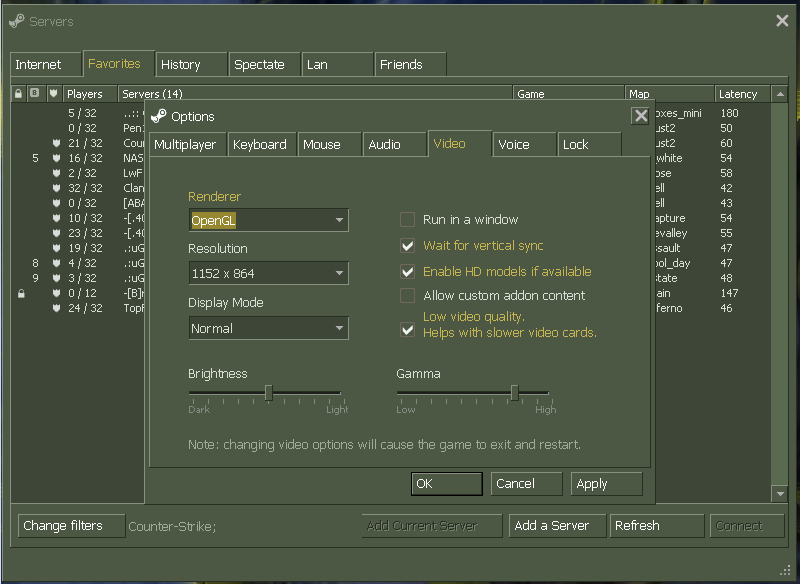 Servers
Internet Favorites History Spectate Lan Friends
B Players Servers (14) Game Map Latency
5 / 32 ..:: oxes_mini 180
0 / 32 ust2 50
21 / 32 Cou ust2 60
5 16 / 32 NAS white 54
2 / 32 LwF ose 58
32 / 32 Clan ell 42
0 / 32 [ABA ell 43
10 / 32 -[.40 apture 54
23 / 32 -[.40 evalley 55
19 / 32 .:uG ssault 47
8 4 / 32 .:uG ool_day 47
9 3 / 32 .:uG state 48
0 / 12 -[B] ain 147
24 / 32 TopF ferno 46
Options
Multiplayer Keyboard Mouse Audio Video Voice Lock
Renderer
OpenGL
Resolution
1152 x 864
Display Mode
Normal
Run in a window
Wait for vertical sync
Enable HD models if available
Allow custom addon content
Low video quality.
Helps with slower video cards.
Brightness
Dark Light
Gamma
Low High
Note: changing video options will cause the game to exit and restart.
OK Cancel Apply
Change filters Counter-Strike; Add Current Server Add a Server Refresh Connect